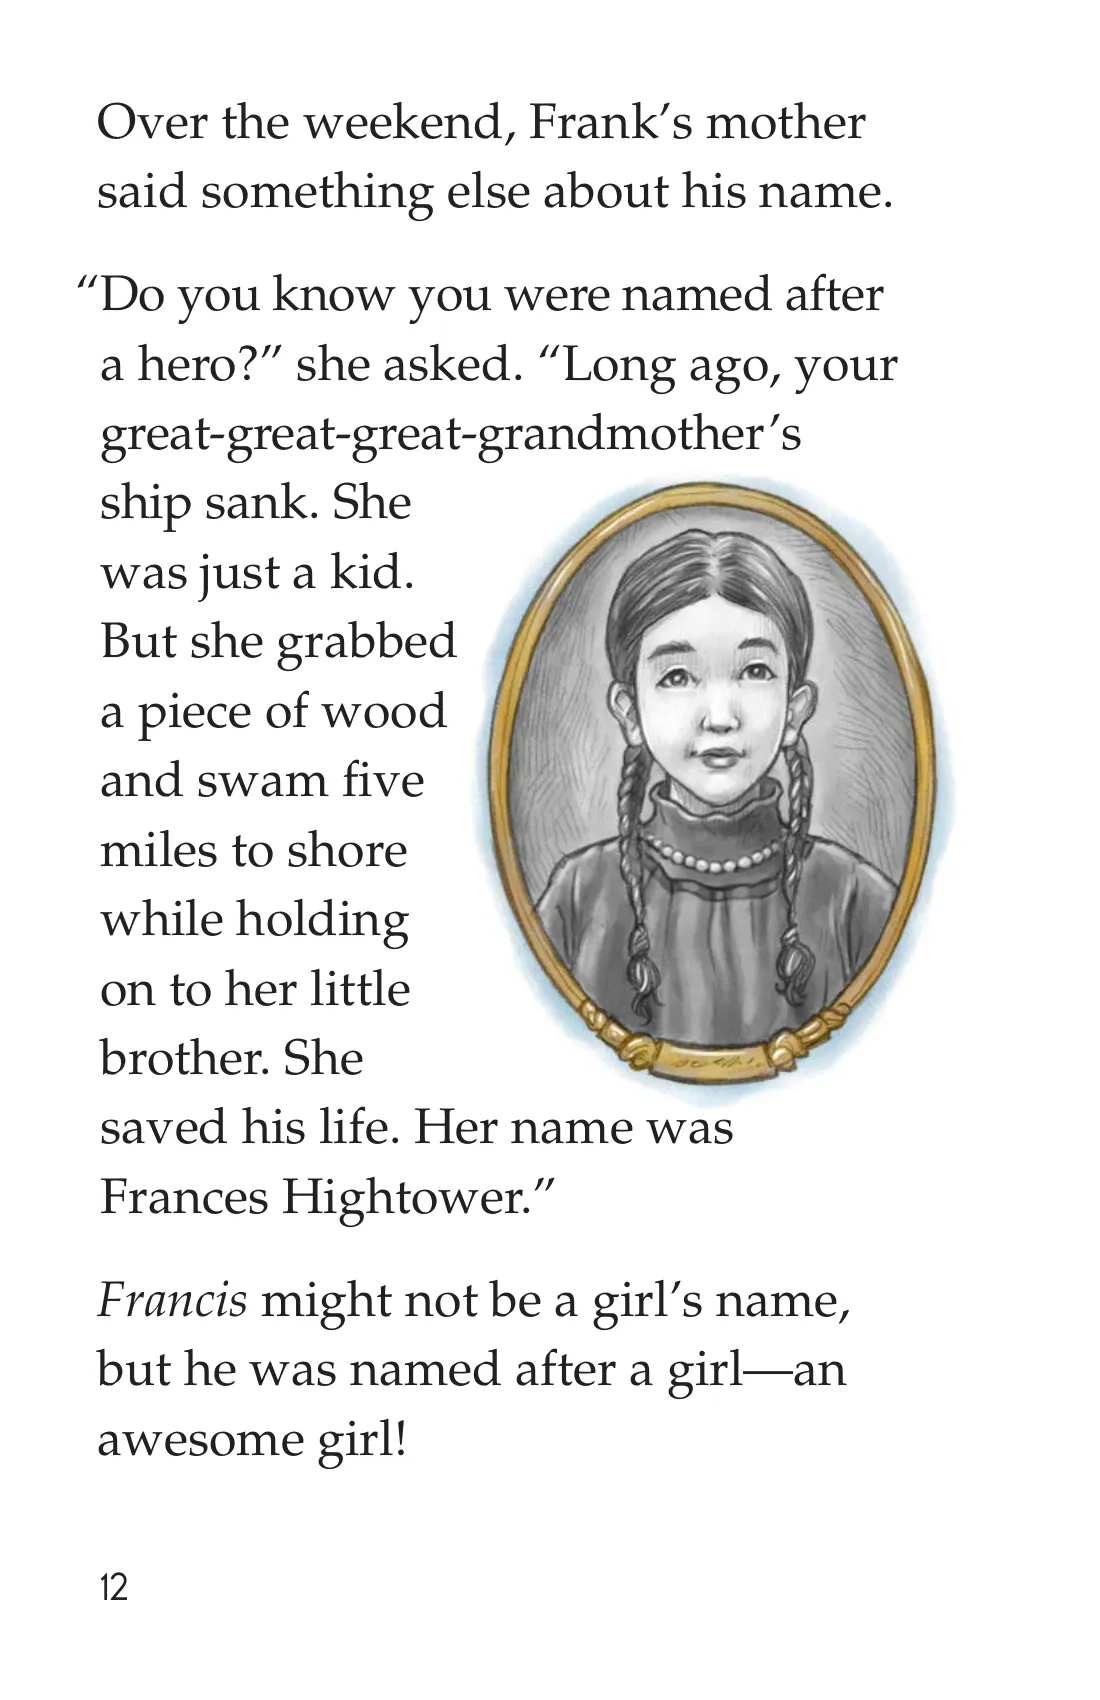 Over the weekend, Frank’s mother
said something else about his name.
“Do you know you were named after
a hero?” she asked. “Long ago, your
great-great-great-grandmother’s
ship sank. She
was just a kid.
But she grabbed
a piece of wood
and swam five
miles to shore
while holding
on to her little
brother. She
saved his life. Her name was
Frances Hightower.”
Francis might not be a girl’s name,
but he was named after a girl—an
awesome girl!
12